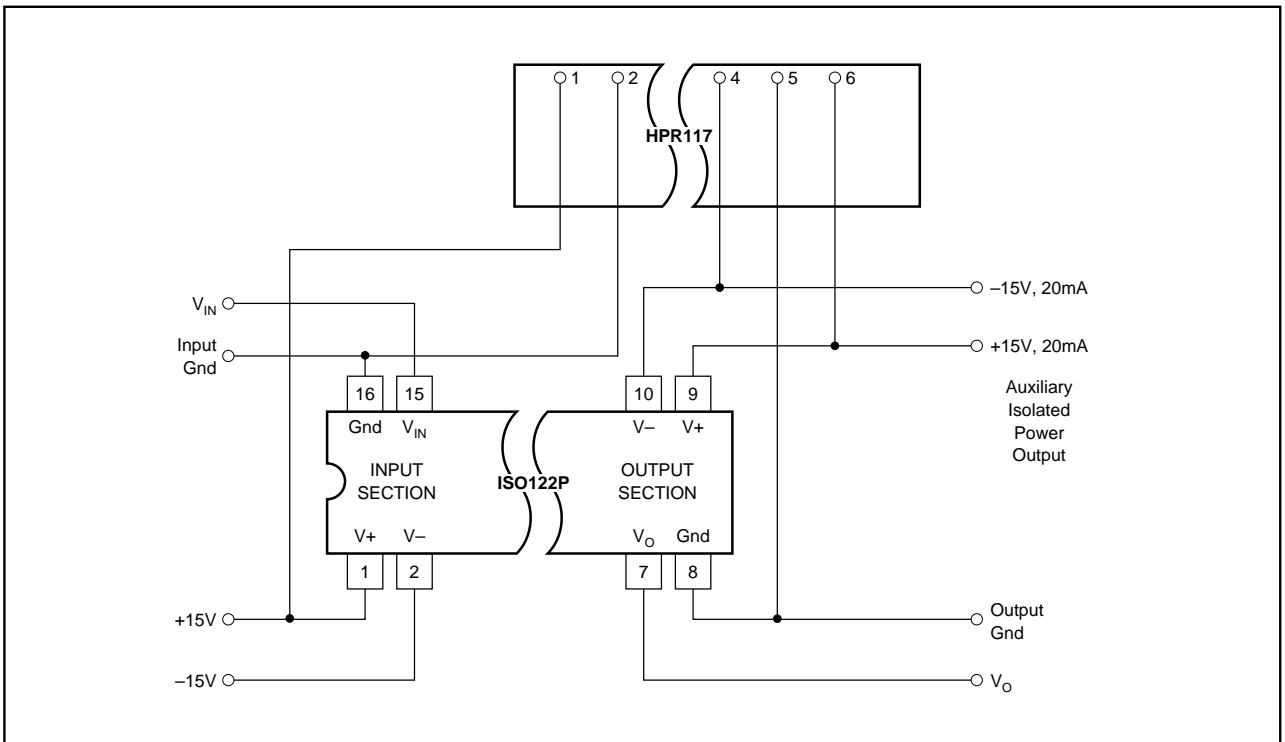 1 2 4 5 6
HPR117
V_IN
–15V, 20mA
Input
Gnd
+15V, 20mA
16 15 10 9
Auxiliary
Isolated
Power
Output
Gnd V_IN V– V+
INPUT
SECTION
OUTPUT
SECTION
ISO122P
V+ V– V_O Gnd
1 2 7 8
+15V
Output
Gnd
–15V
V_O